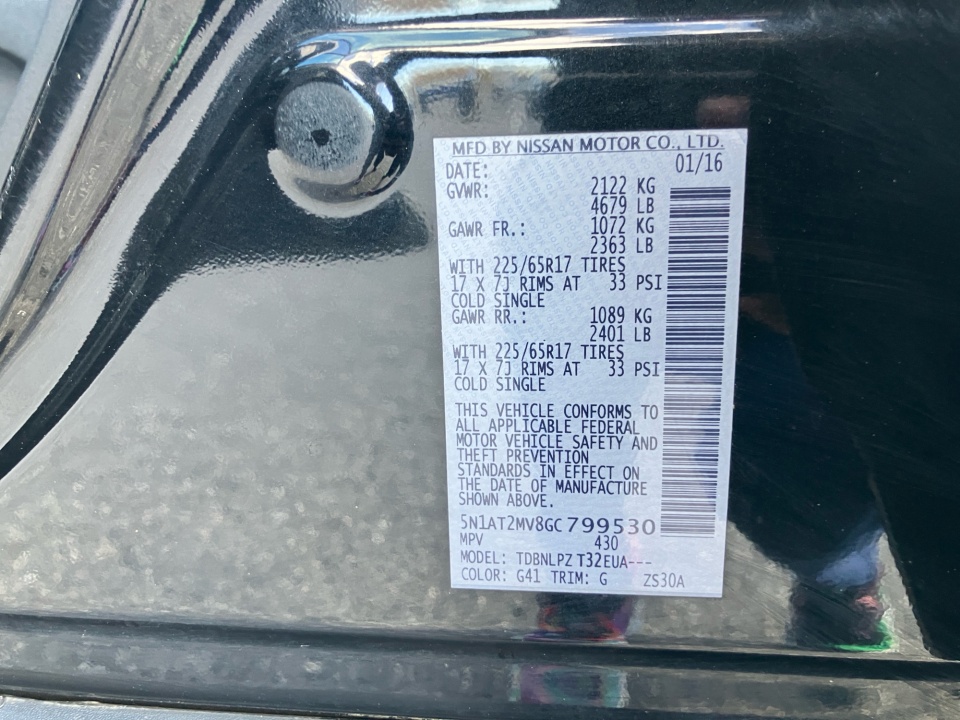 MFD BY NISSAN MOTOR CO., LTD.
DATE: 01/16
GVWR: 2122 KG
4679 LB
GAWR FR.: 1072 KG
2363 LB
WITH 225/65R17 TIRES
17 X 7J RIMS AT 33 PSI
COLD SINGLE
GAWR RR.: 1089 KG
2401 LB
WITH 225/65R17 TIRES
17 X 7J RIMS AT 33 PSI
COLD SINGLE
THIS VEHICLE CONFORMS TO
ALL APPLICABLE FEDERAL
MOTOR VEHICLE SAFETY AND
THEFT PREVENTION
STANDARDS IN EFFECT ON
THE DATE OF MANUFACTURE
SHOWN ABOVE.
5N1AT2MV8GC799530
MPV 430
MODEL: TDBNLPZ T32EUA---
COLOR: G41 TRIM: G ZS30A